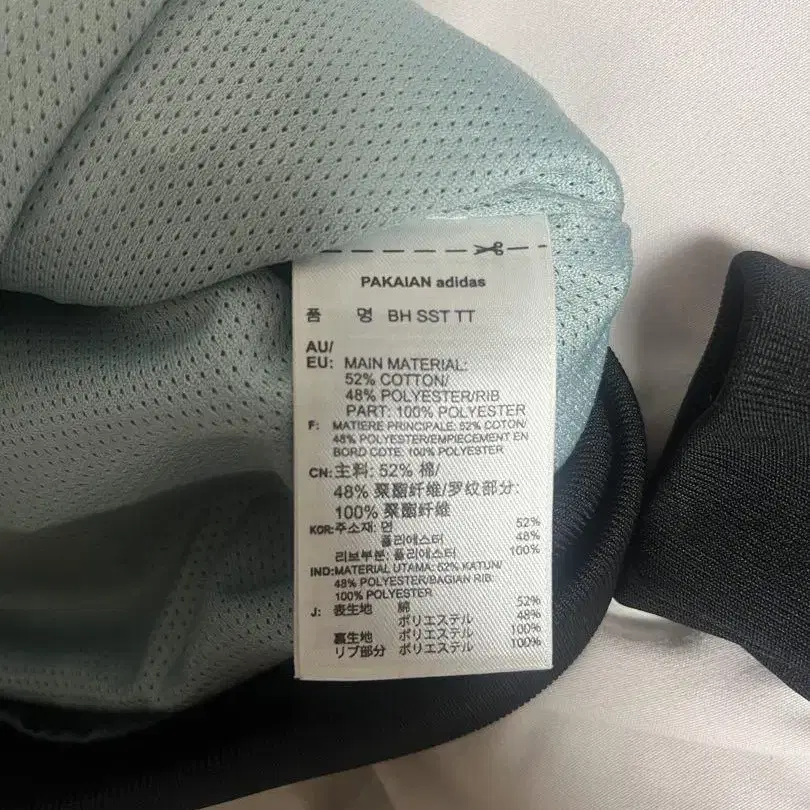 PAKAIAN adidas
품 명 BH SST TT
AU/
EU: MAIN MATERIAL:
52% COTTON/
48% POLYESTER/RIB
PART: 100% POLYESTER
F: MATIERE PRINCIPALE: 52% COTON/
48% POLYESTER/EMPIECEMENT EN
BORD COTE: 100% POLYESTER
CN: 主料: 52% 棉/
48% 聚酯纤维/罗纹部分:
100% 聚酯纤维
KOR: 주소재: 면 52%
폴리에스터 48%
리브부분: 폴리에스터 100%
IND: MATERIAL UTAMA: 52% KATUN/
48% POLYESTER/BAGIAN RIB:
100% POLYESTER
J: 表生地 綿 52%
ポリエステル 48%
裏生地 ポリエステル 100%
リブ部分 ポリエステル 100%